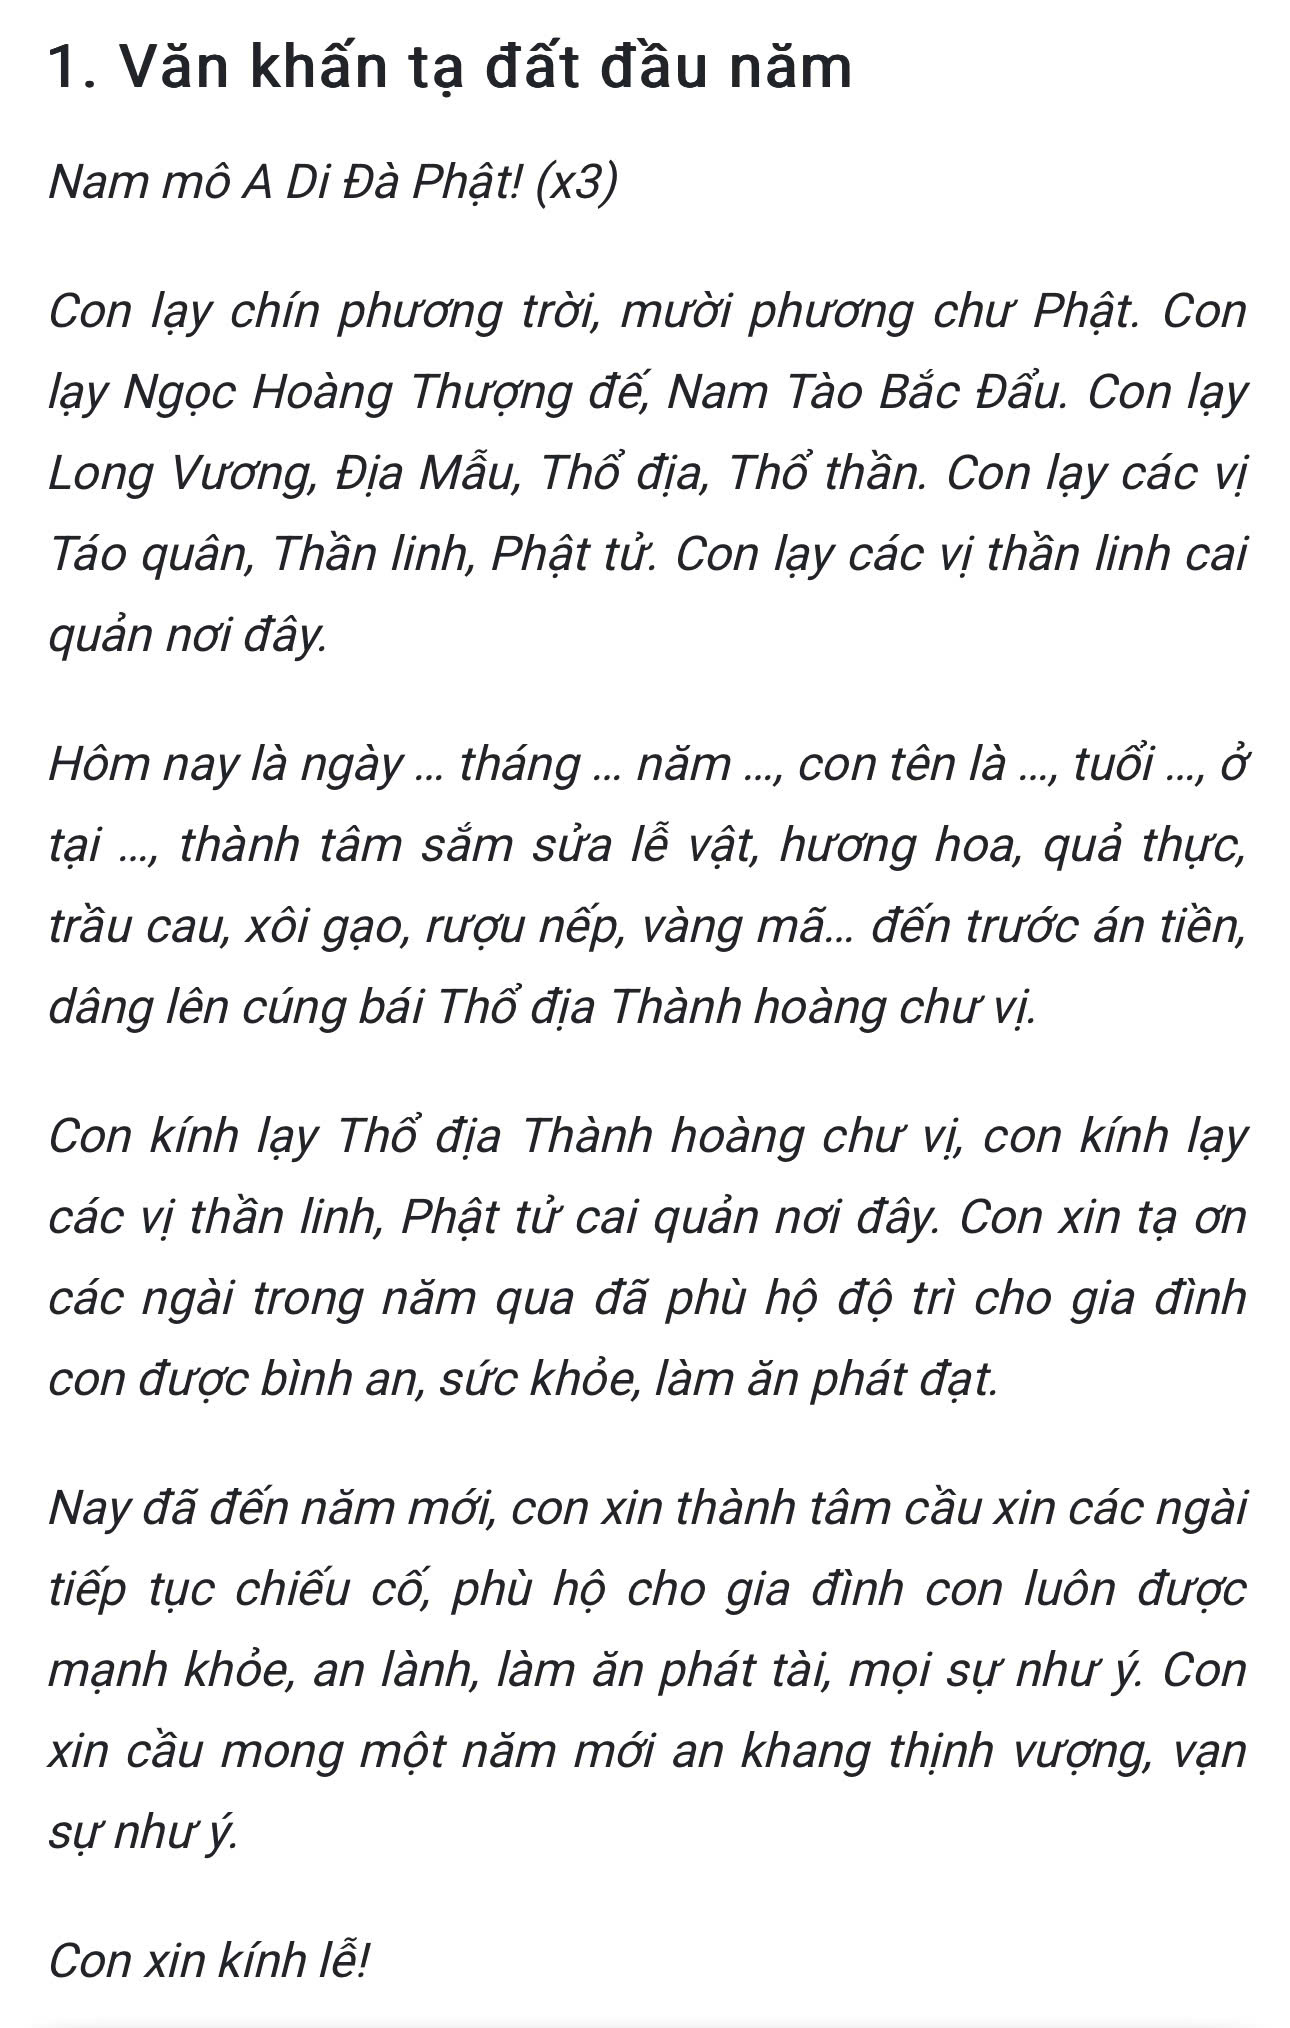 1. Văn khấn tạ đất đầu năm
Nam mô A Di Đà Phật! (x3)
Con lạy chín phương trời, mười phương chư Phật. Con
lạy Ngọc Hoàng Thượng đế, Nam Tào Bắc Đẩu. Con lạy
Long Vương, Địa Mẫu, Thổ địa, Thổ thần. Con lạy các vị
Táo quân, Thần linh, Phật tử. Con lạy các vị thần linh cai
quản nơi đây.
Hôm nay là ngày ... tháng ... năm ..., con tên là ..., tuổi ..., ở
tại ..., thành tâm sắm sửa lễ vật, hương hoa, quả thực,
trầu cau, xôi gạo, rượu nếp, vàng mã... đến trước án tiền,
dâng lên cúng bái Thổ địa Thành hoàng chư vị.
Con kính lạy Thổ địa Thành hoàng chư vị, con kính lạy
các vị thần linh, Phật tử cai quản nơi đây. Con xin tạ ơn
các ngài trong năm qua đã phù hộ độ trì cho gia đình
con được bình an, sức khỏe, làm ăn phát đạt.
Nay đã đến năm mới, con xin thành tâm cầu xin các ngài
tiếp tục chiếu cố, phù hộ cho gia đình con luôn được
mạnh khỏe, an lành, làm ăn phát tài, mọi sự như ý. Con
xin cầu mong một năm mới an khang thịnh vượng, vạn
sự như ý.
Con xin kính lễ!